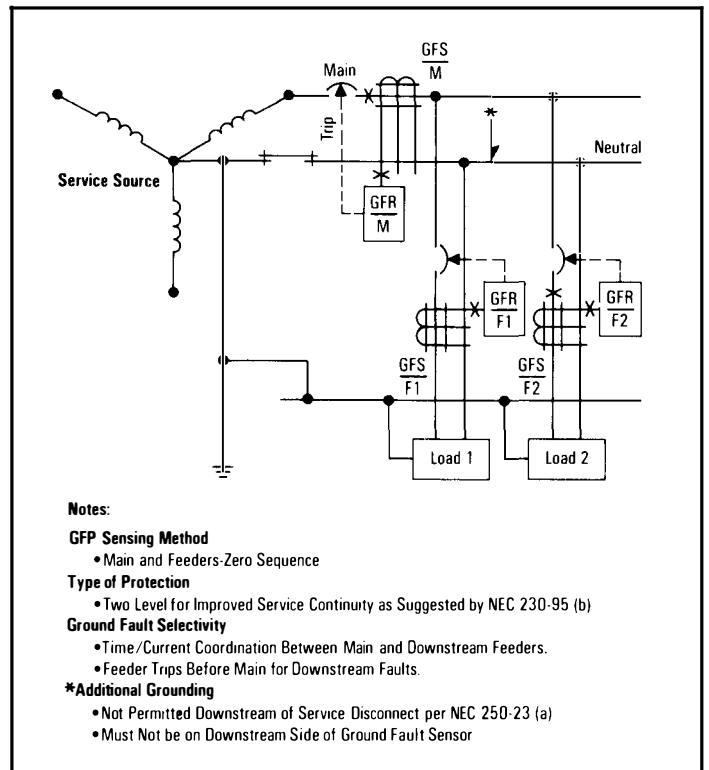 GFS
M
Main
*
Trip
Neutral
Service Source
GFR
M
GFR
F1
GFR
F2
GFS
F1
GFS
F2
Load 1
Load 2
Notes:
GFP Sensing Method
• Main and Feeders-Zero Sequence
Type of Protection
• Two Level for Improved Service Continuity as Suggested by NEC 230-95 (b)
Ground Fault Selectivity
• Time/Current Coordination Between Main and Downstream Feeders.
• Feeder Trips Before Main for Downstream Faults.
*Additional Grounding
• Not Permitted Downstream of Service Disconnect per NEC 250-23 (a)
• Must Not be on Downstream Side of Ground Fault Sensor